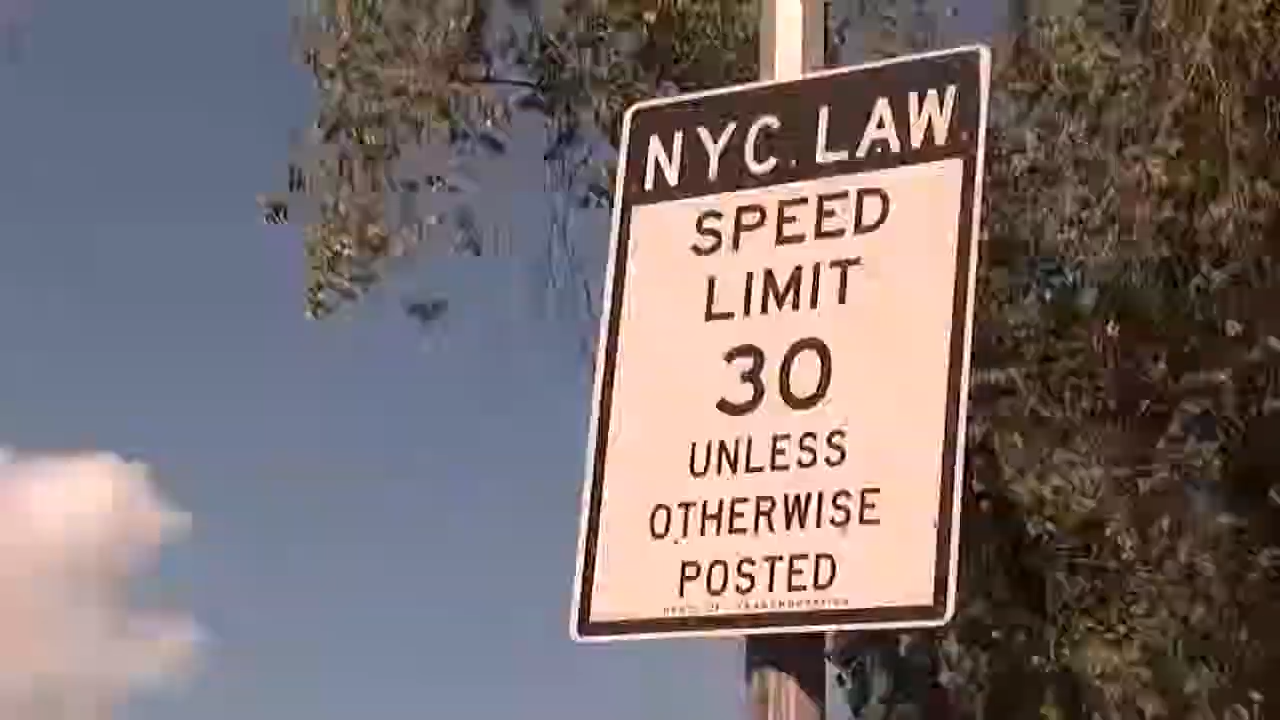 NYC LAW
SPEED
LIMIT
30
UNLESS
OTHERWISE
POSTED